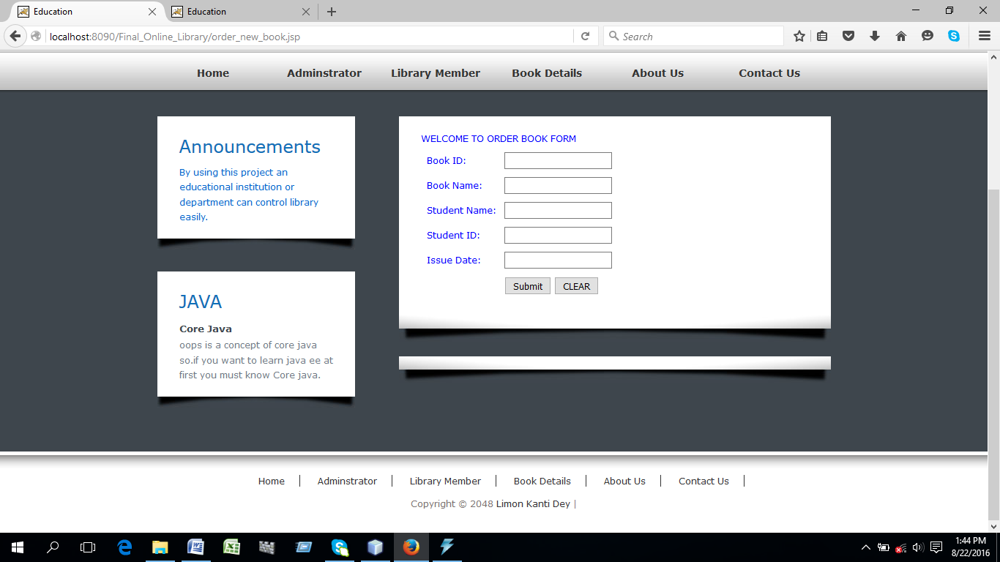 Education
Education
localhost:8090/Final_Online_Library/order_new_book.jsp
Search
Home Adminstrator Library Member Book Details About Us Contact Us
Announcements
By using this project an
educational institution or
department can control library
easily.
JAVA
Core Java
oops is a concept of core java
so.if you want to learn java ee at
first you must know Core java.
WELCOME TO ORDER BOOK FORM
Book ID:
Book Name:
Student Name:
Student ID:
Issue Date:
Submit CLEAR
Home | Adminstrator | Library Member | Book Details | About Us | Contact Us |
Copyright © 2048 Limon Kanti Dey |
1:44 PM
8/22/2016